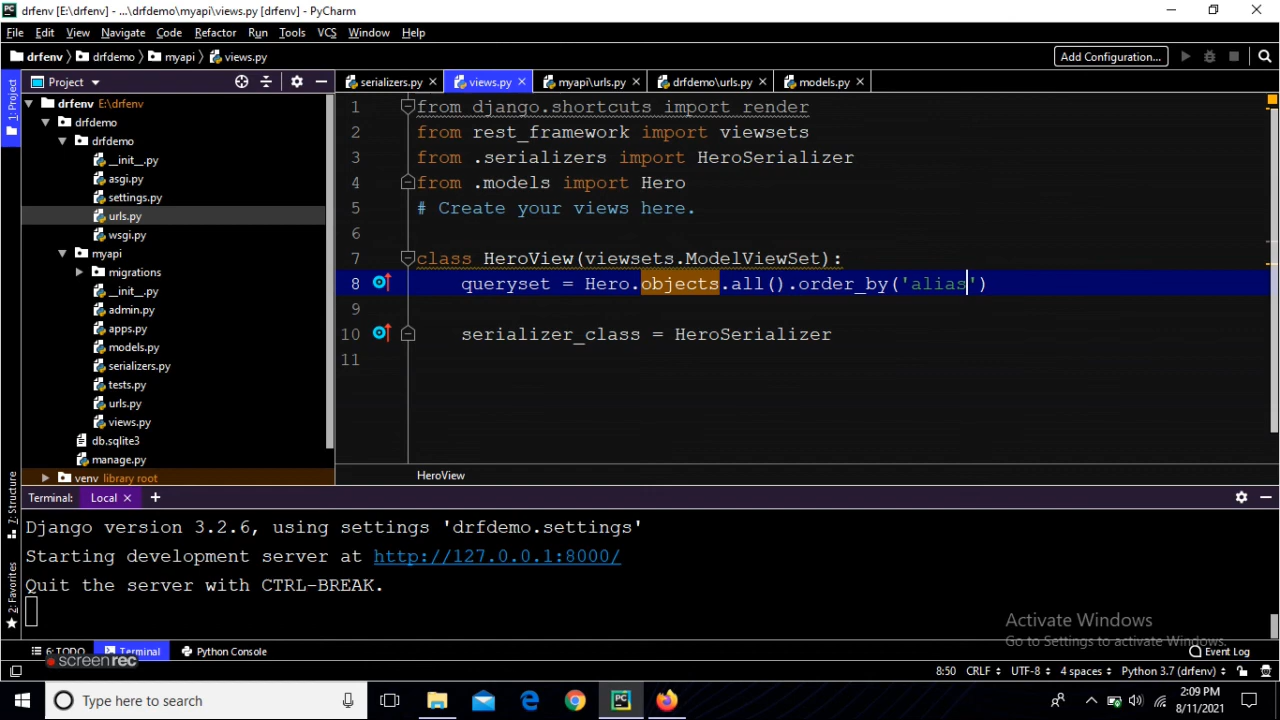 drfenv [E:\drfenv] - ...\drfdemo\myapi\views.py [drfenv] - PyCharm
File Edit View Navigate Code Refactor Run Tools VCS Window Help
drfenv drfdemo myapi views.py Add Configuration...
1: Project
Project
serializers.py views.py myapi\urls.py drfdemo\urls.py models.py
drfenv E:\drfenv
drfdemo
drfdemo
__init__.py
asgi.py
settings.py
urls.py
wsgi.py
myapi
migrations
__init__.py
admin.py
apps.py
models.py
serializers.py
tests.py
urls.py
views.py
db.sqlite3
manage.py
venv library root
1 from django.shortcuts import render
2 from rest_framework import viewsets
3 from .serializers import HeroSerializer
4 from .models import Hero
5 # Create your views here.
6
7 class HeroView(viewsets.ModelViewSet):
8 queryset = Hero.objects.all().order_by('alias')
9
10 serializer_class = HeroSerializer
11
HeroView
7: Structure
2: Favorites
Terminal: Local
Django version 3.2.6, using settings 'drfdemo.settings'
Starting development server at http://127.0.0.1:8000/
Quit the server with CTRL-BREAK.
Activate Windows
Go to Settings to activate Windows.
6: TODO Terminal Python Console Event Log
screenrec
8:50 CRLF UTF-8 4 spaces Python 3.7 (drfenv)
Type here to search
2:09 PM
8/11/2021